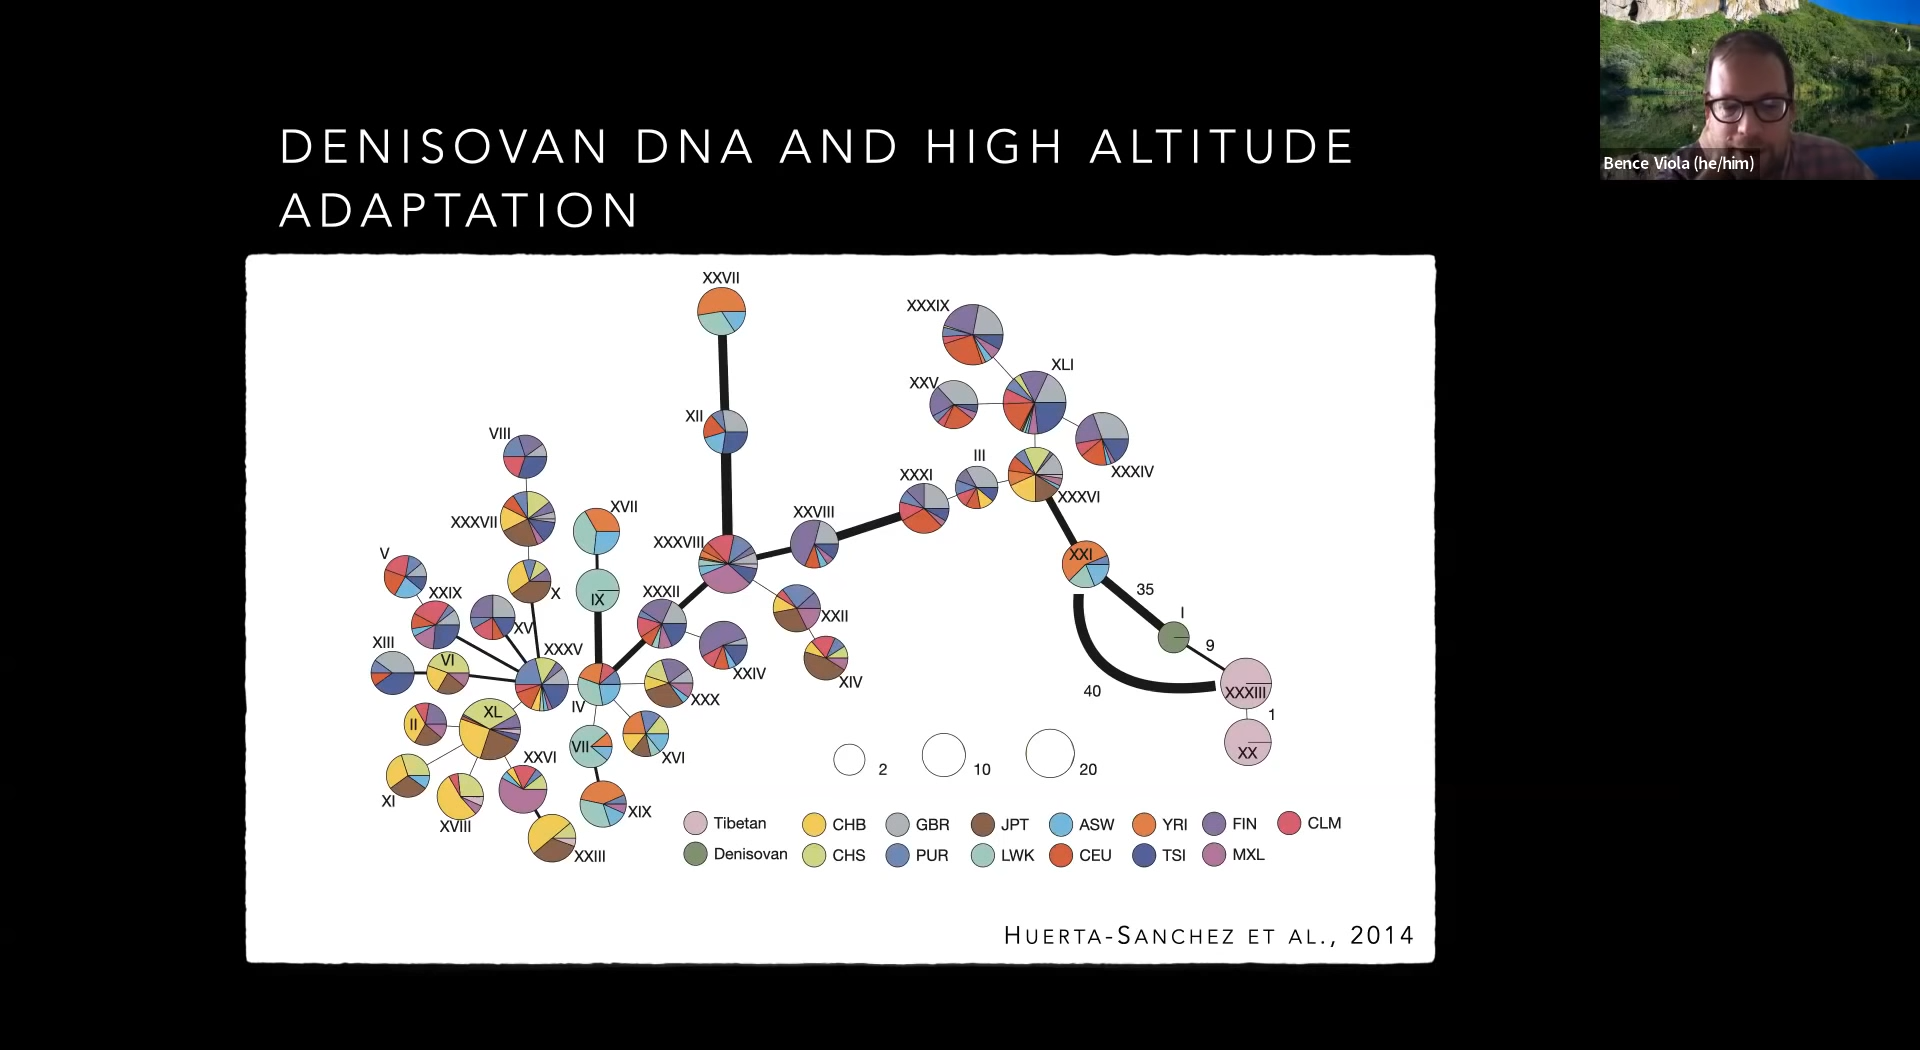 DENISOVAN DNA AND HIGH ALTITUDE
ADAPTATION
Bence Viola (he/him)
XXVII
XXXIX
XLI
XXV
XII
XXXIV
VIII
III
XXXI
XXXVI
XVII
XXVIII
XXXVII
XXXVIII
XXI
V
X
35
XXIX
IX
XXXII
I
XV
XXII
XIII
9
VI
XXXV
XXIV
XIV
XXXIII
40
IV
XXX
XL
1
II
VII
XX
XXVI
XVI
2
10
20
XI
XIX
XVIII
XXIII
Tibetan
CHB
GBR
JPT
ASW
YRI
FIN
CLM
Denisovan
CHS
PUR
LWK
CEU
TSI
MXL
HUERTA-SANCHEZ ET AL., 2014